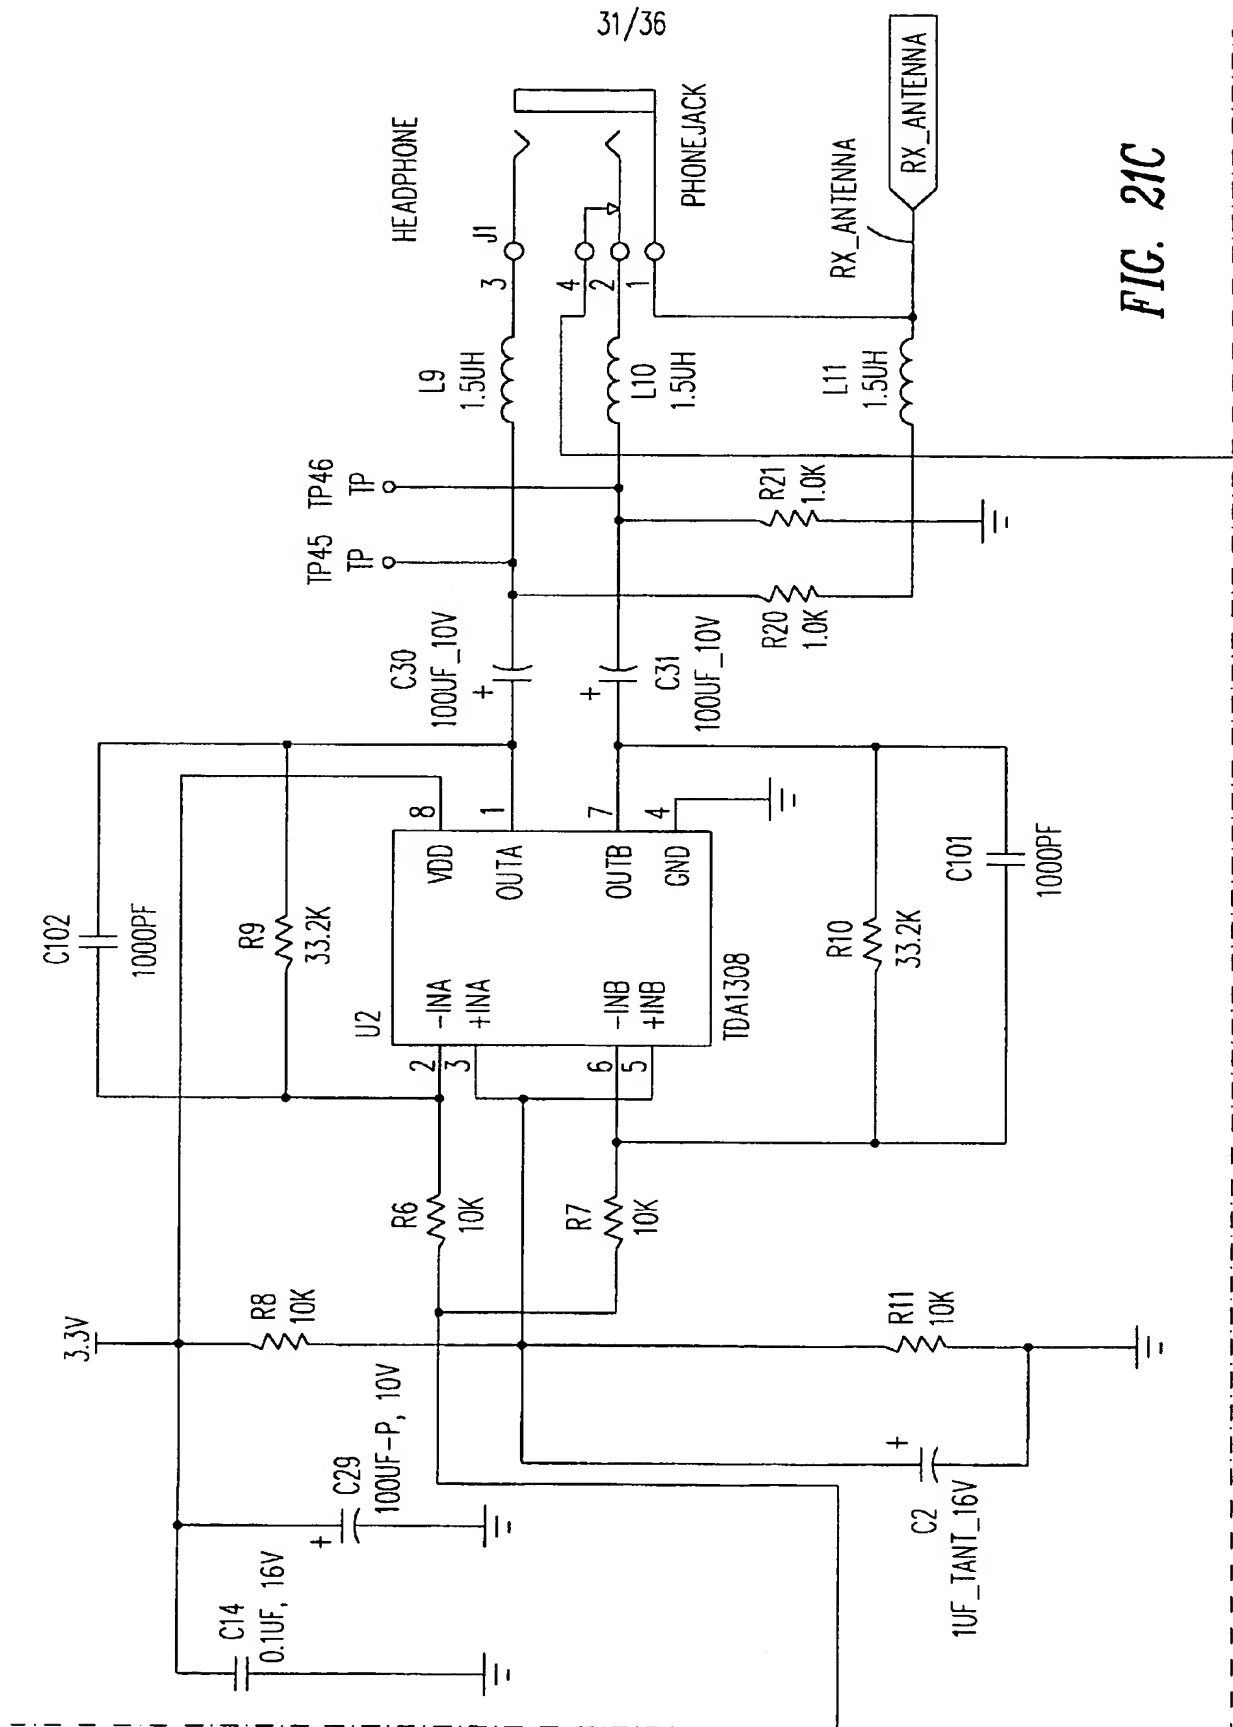 31/36
HEADPHONE
J1
PHONEJACK
3
4
2
1
RX_ANTENNA
RX_ANTENNA
L9
1.5UH
L10
1.5UH
L11
1.5UH
TP45
TP
TP46
TP
R20
1.0K
R21
1.0K
C30
100UF_10V
+
C31
100UF_10V
+
C102
1000PF
R9
33.2K
U2
-INA
+INA
-INB
+INB
VDD
OUTA
OUTB
GND
8
1
7
4
2
3
6
5
TDA1308
R10
33.2K
C101
1000PF
R6
10K
R7
10K
3.3V
R8
10K
R11
10K
C29
100UF-P, 10V
+
C14
0.1UF, 16V
C2
1UF_TANT_16V
+
FIG. 21C